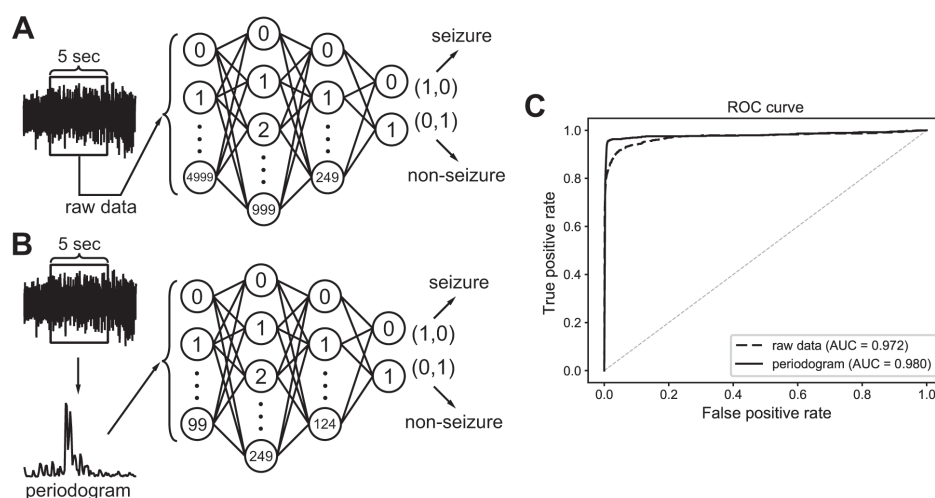 A
5 sec
raw data
0
1
4999
0
1
2
999
0
1
249
0
1
seizure
(1,0)
(0,1)
non-seizure
B
5 sec
periodogram
0
1
99
0
1
2
249
0
1
124
0
1
seizure
(1,0)
(0,1)
non-seizure
C
ROC curve
True positive rate
1.0
0.8
0.6
0.4
0.2
0.0
raw data (AUC = 0.972)
periodogram (AUC = 0.980)
0.0 0.2 0.4 0.6 0.8 1.0
False positive rate